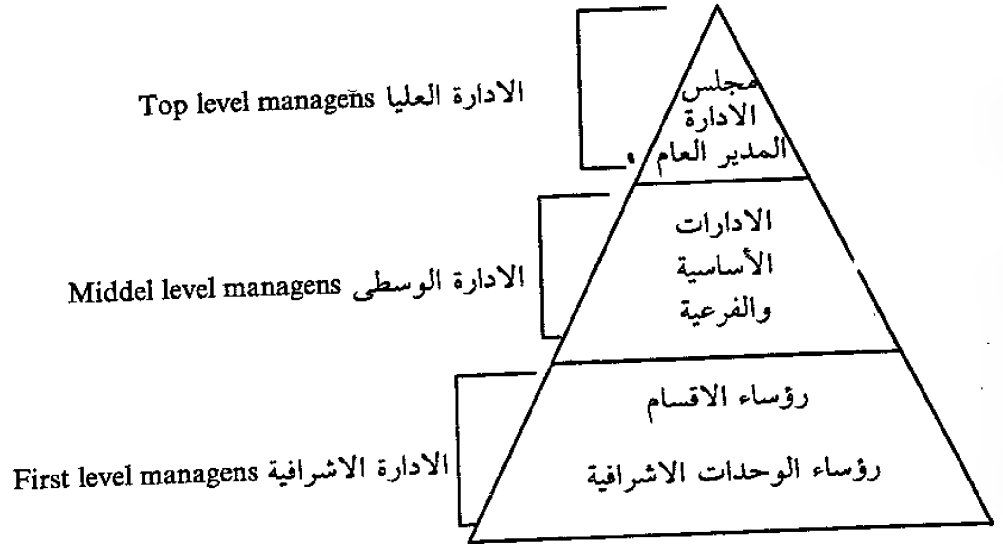 مجلس
الادارة
المدير العام
الادارة العليا Top level managens
الادارات
الأساسية
والفرعية
الادارة الوسطى Middel level managens
رؤساء الاقسام
رؤساء الوحدات الاشرافية
الادارة الاشرافية First level managens